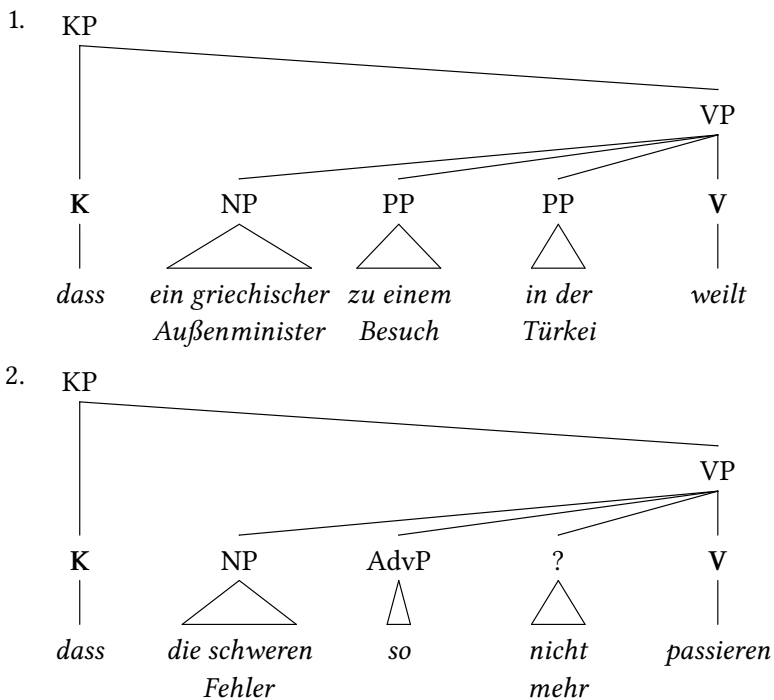 1. KP
VP
K NP PP PP V
dass ein griechischer zu einem in der weilt
Außenminister Besuch Türkei
2. KP
VP
K NP AdvP ? V
dass die schweren so nicht passieren
Fehler mehr